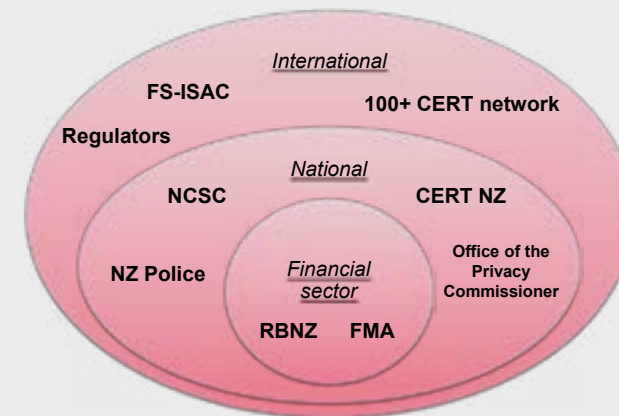 International
FS-ISAC
100+ CERT network
Regulators
National
NCSC
CERT NZ
NZ Police
Office of the
Privacy
Commissioner
Financial
sector
RBNZ FMA